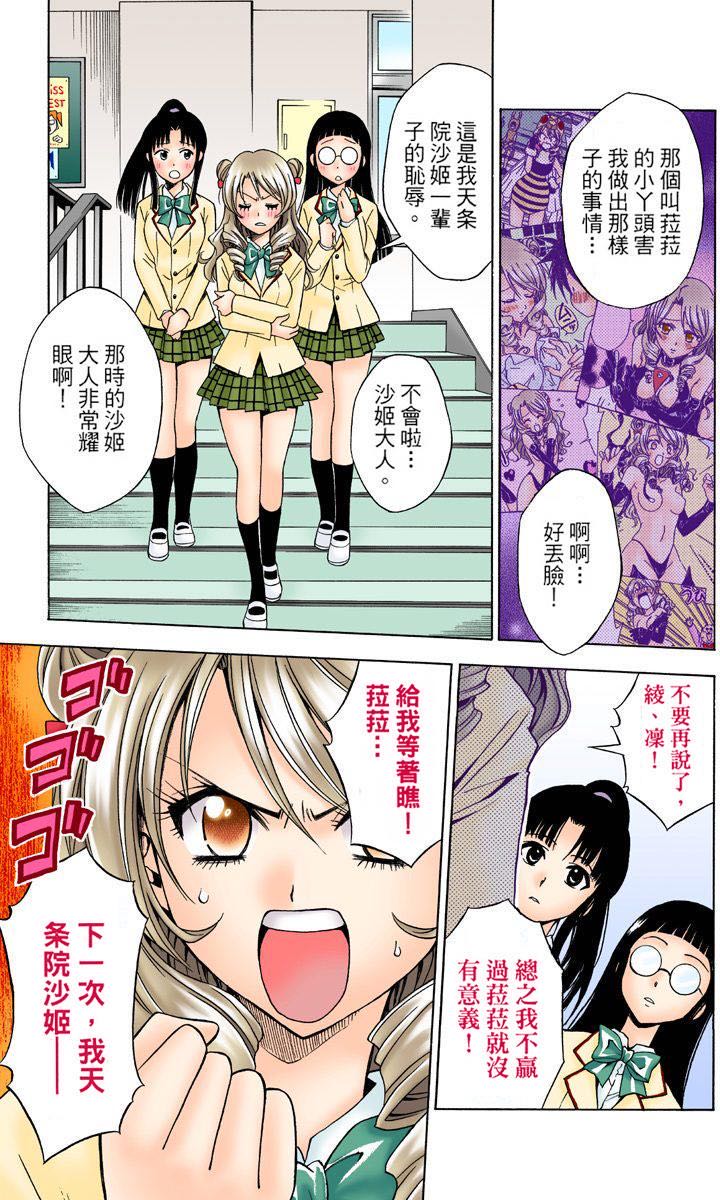 那個叫菈菈
的小丫頭害
我做出那樣
子的事情…
啊啊…
好丟臉！
這是我天条
院沙姬一輩
子的恥辱。
不會啦…
沙姬大人。
那時的沙姬
大人非常耀
眼啊！
不要再說了，
綾、凜！
總之我不贏
過菈菈就沒
有意義！
給我等著瞧！
菈菈…
ゴゴゴ
下一次，我天
条院沙姬——